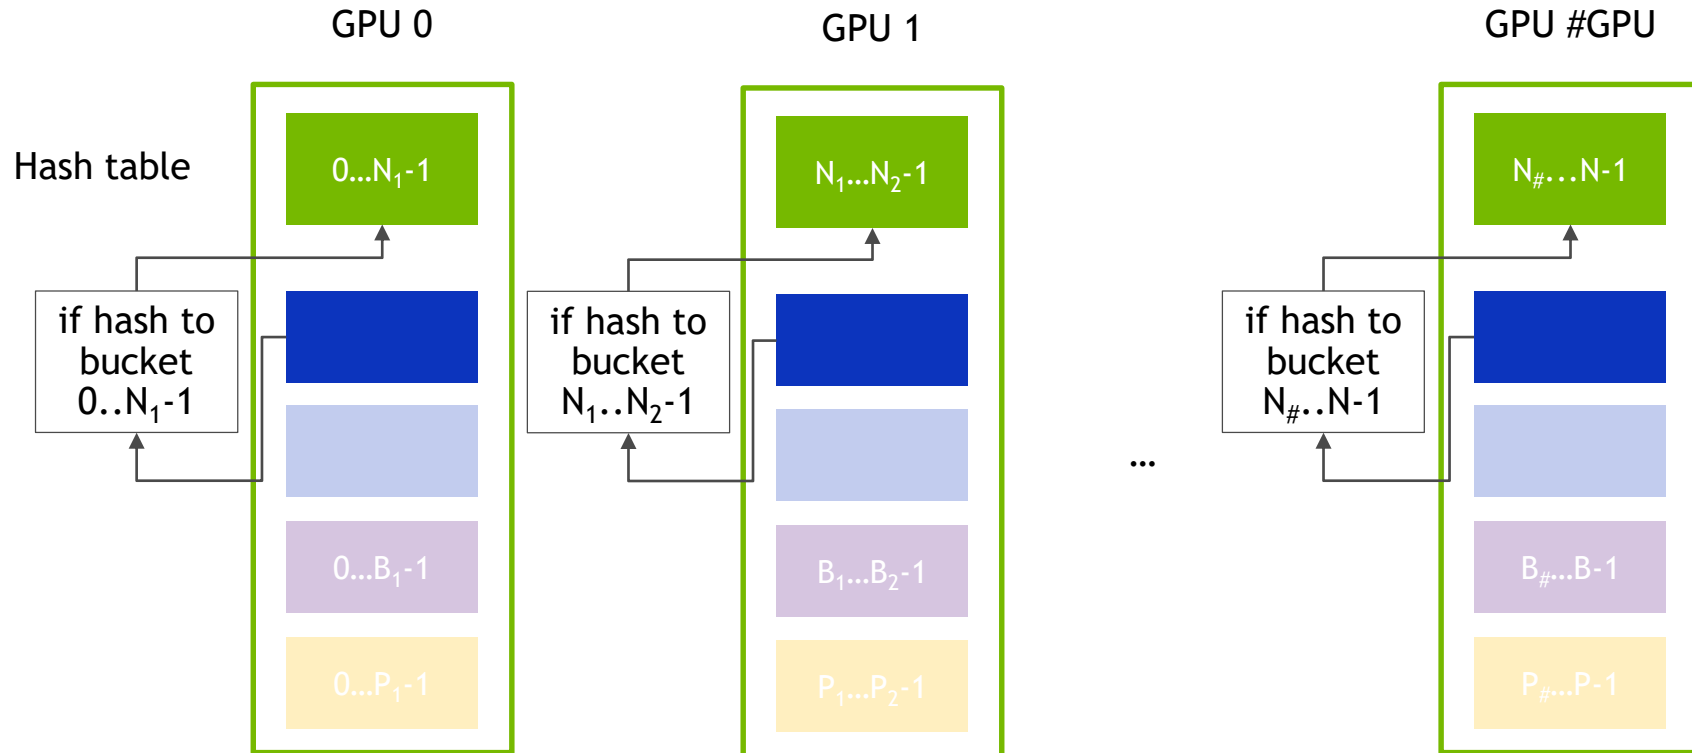 GPU 0
GPU 1
GPU #GPU
Hash table
0...N₁-1
N₁...N₂-1
N#...N-1
if hash to
bucket
0..N₁-1
if hash to
bucket
N₁..N₂-1
...
if hash to
bucket
N#..N-1
0...B₁-1
B₁...B₂-1
B#...B-1
0...P₁-1
P₁...P₂-1
P#...P-1